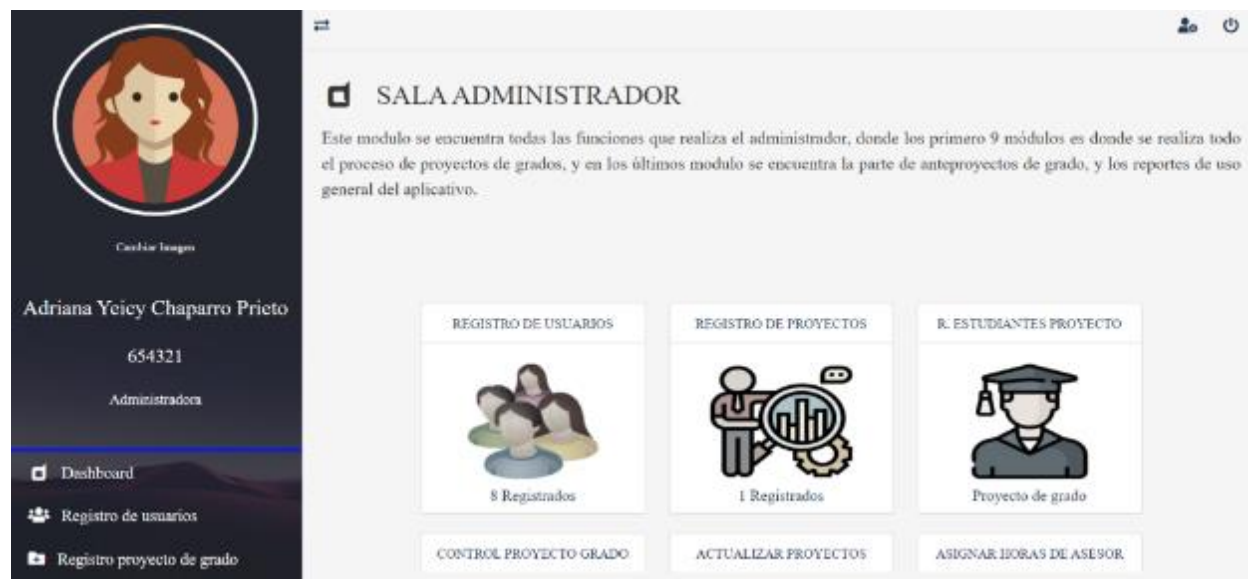 Cambiar Imagen
Adriana Yeicy Chaparro Prieto
654321
Administradora
Dashboard
Registro de usuarios
Registro proyecto de grado
SALA ADMINISTRADOR
Este modulo se encuentra todas las funciones que realiza el administrador, donde los primero 9 módulos es donde se realiza todo
el proceso de proyectos de grados, y en los últimos modulo se encuentra la parte de anteproyectos de grado, y los reportes de uso
general del aplicativo.
REGISTRO DE USUARIOS
8 Registrados
REGISTRO DE PROYECTOS
1 Registrados
R. ESTUDIANTES PROYECTO
Proyecto de grado
CONTROL PROYECTO GRADO
ACTUALIZAR PROYECTOS
ASIGNAR HORAS DE ASESOR